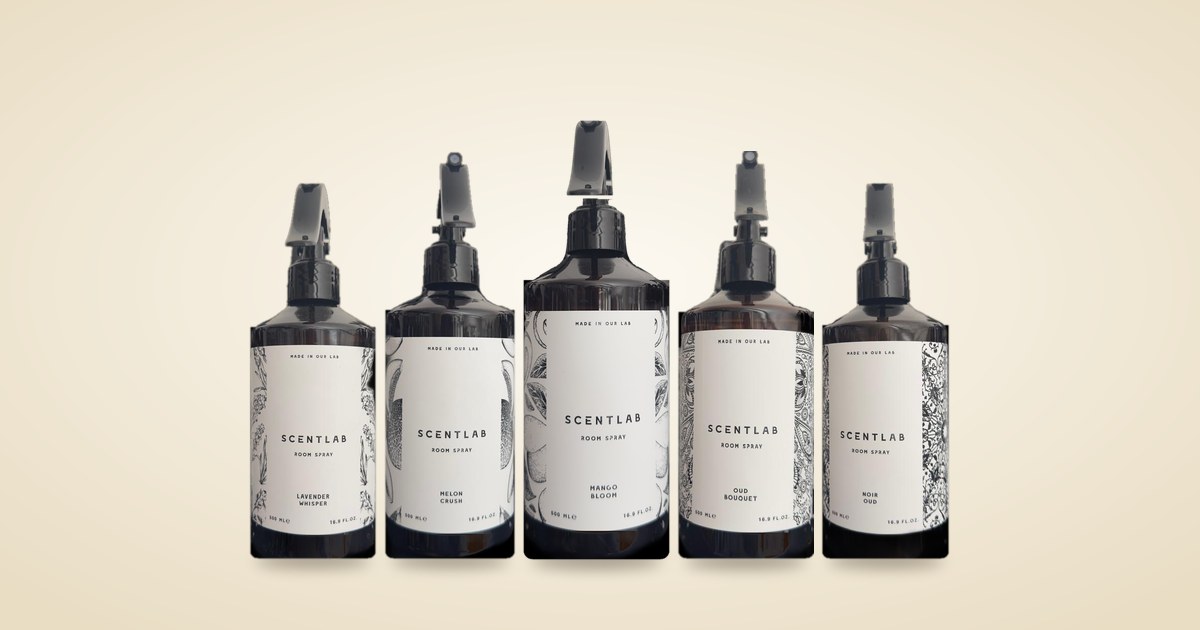 MADE IN OUR LAB
SCENTLAB
ROOM SPRAY
LAVENDER
WHISPER
500 ML℮ 16.9 FL.OZ.
MADE IN OUR LAB
SCENTLAB
ROOM SPRAY
MELON
CRUSH
500 ML℮ 16.9 FL.OZ.
MADE IN OUR LAB
SCENTLAB
ROOM SPRAY
MANGO
BLOOM
500 ML℮ 16.9 FL.OZ.
MADE IN OUR LAB
SCENTLAB
ROOM SPRAY
OUD
BOUQUET
500 ML℮ 16.9 FL.OZ.
MADE IN OUR LAB
SCENTLAB
ROOM SPRAY
NOIR
OUD
500 ML℮ 16.9 FL.OZ.